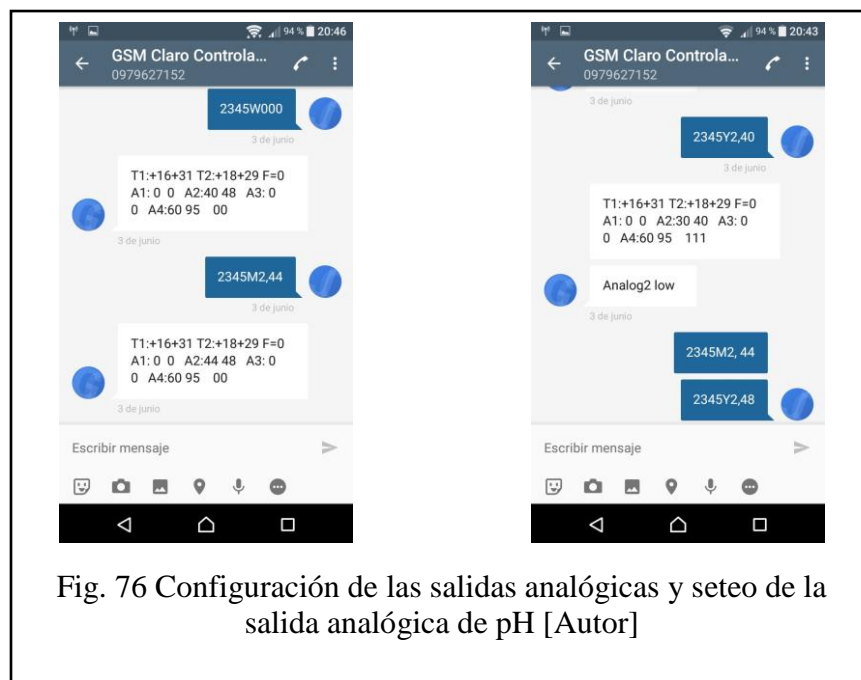 94 % 20:46
GSM Claro Controla...
0979627152
2345W000
3 de junio
T1:+16+31 T2:+18+29 F=0
A1: 0 0 A2:40 48 A3: 0
0 A4:60 95 00
3 de junio
2345M2,44
3 de junio
T1:+16+31 T2:+18+29 F=0
A1: 0 0 A2:44 48 A3: 0
0 A4:60 95 00
3 de junio
Escribir mensaje
94 % 20:43
GSM Claro Controla...
0979627152
3 de junio
2345Y2,40
3 de junio
T1:+16+31 T2:+18+29 F=0
A1: 0 0 A2:30 40 A3: 0
0 A4:60 95 111
Analog2 low
3 de junio
2345M2, 44
2345Y2,48
Escribir mensaje
Fig. 76 Configuración de las salidas analógicas y seteo de la
salida analógica de pH [Autor]